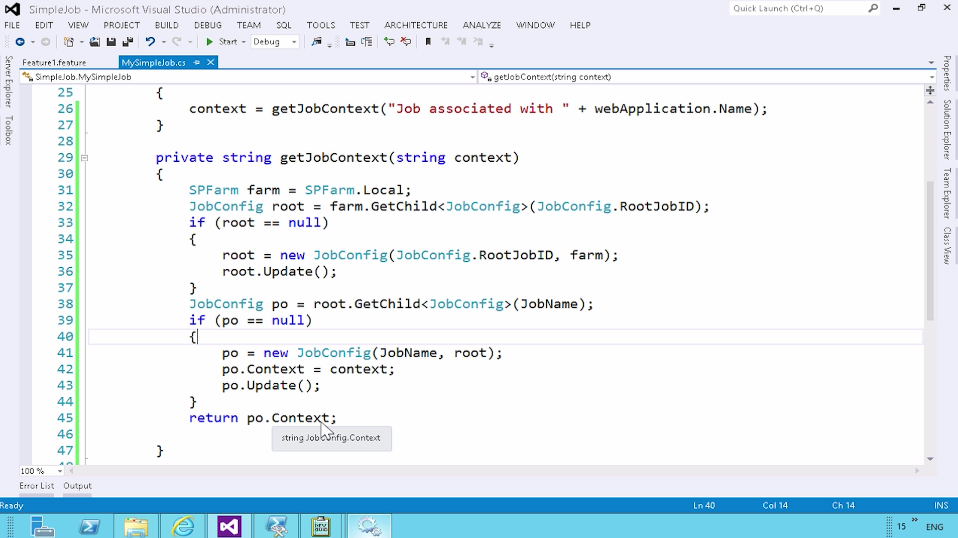 SimpleJob - Microsoft Visual Studio (Administrator)
Quick Launch (Ctrl+Q)
FILE EDIT VIEW PROJECT BUILD DEBUG TEAM SQL TOOLS TEST ARCHITECTURE ANALYZE WINDOW HELP
Start Debug
Feature1.feature MySimpleJob.cs
SimpleJob.MySimpleJob getJobContext(string context)
Server Explorer
Toolbox
Properties
Solution Explorer
Team Explorer
Class View
25 {
26 context = getJobContext("Job associated with " + webApplication.Name);
27 }
28
29 private string getJobContext(string context)
30 {
31 SPFarm farm = SPFarm.Local;
32 JobConfig root = farm.GetChild<JobConfig>(JobConfig.RootJobID);
33 if (root == null)
34 {
35 root = new JobConfig(JobConfig.RootJobID, farm);
36 root.Update();
37 }
38 JobConfig po = root.GetChild<JobConfig>(JobName);
39 if (po == null)
40 {
41 po = new JobConfig(JobName, root);
42 po.Context = context;
43 po.Update();
44 }
45 return po.Context;
string JobConfig.Context
46
47 }
100 %
Error List Output
Ready Ln 40 Col 14 Ch 14 INS
15 ENG